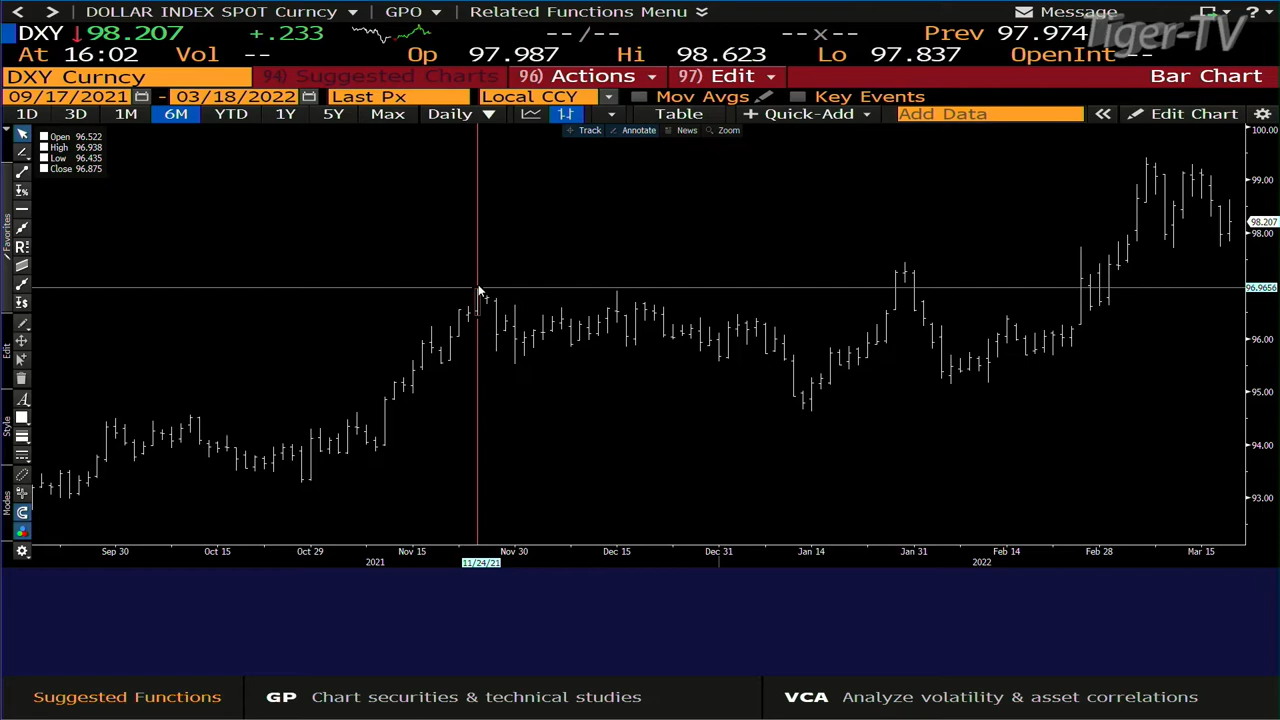 < > DOLLAR INDEX SPOT Curncy GPO Related Functions Menu Message ?
DXY ↓98.207 +.233 --/-- --x-- Prev 97.974
Tiger-TV
At 16:02 Vol -- Op 97.987 Hi 98.623 Lo 97.837 OpenInt --
DXY Curncy 94) Suggested Charts 96) Actions 97) Edit Bar Chart
09/17/2021 - 03/18/2022 Last Px Local CCY Mov Avgs Key Events
1D 3D 1M 6M YTD 1Y 5Y Max Daily Table + Quick-Add Add Data Edit Chart
Track Annotate News Zoom
Open 96.522
High 96.938
Low 96.435
Close 96.875
Favorites
Edit
Style
Modes
100.00
99.00
98.207
98.00
96.9656
96.00
95.00
94.00
93.00
Sep 30 Oct 15 Oct 29 Nov 15 Nov 30 Dec 15 Dec 31 Jan 14 Jan 31 Feb 14 Feb 28 Mar 15
2021 11/24/21 2022
Suggested Functions GP Chart securities & technical studies VCA Analyze volatility & asset correlations